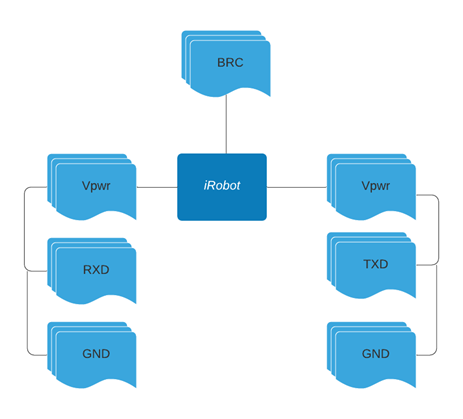 BRC
iRobot
Vpwr
Vpwr
RXD
TXD
GND
GND